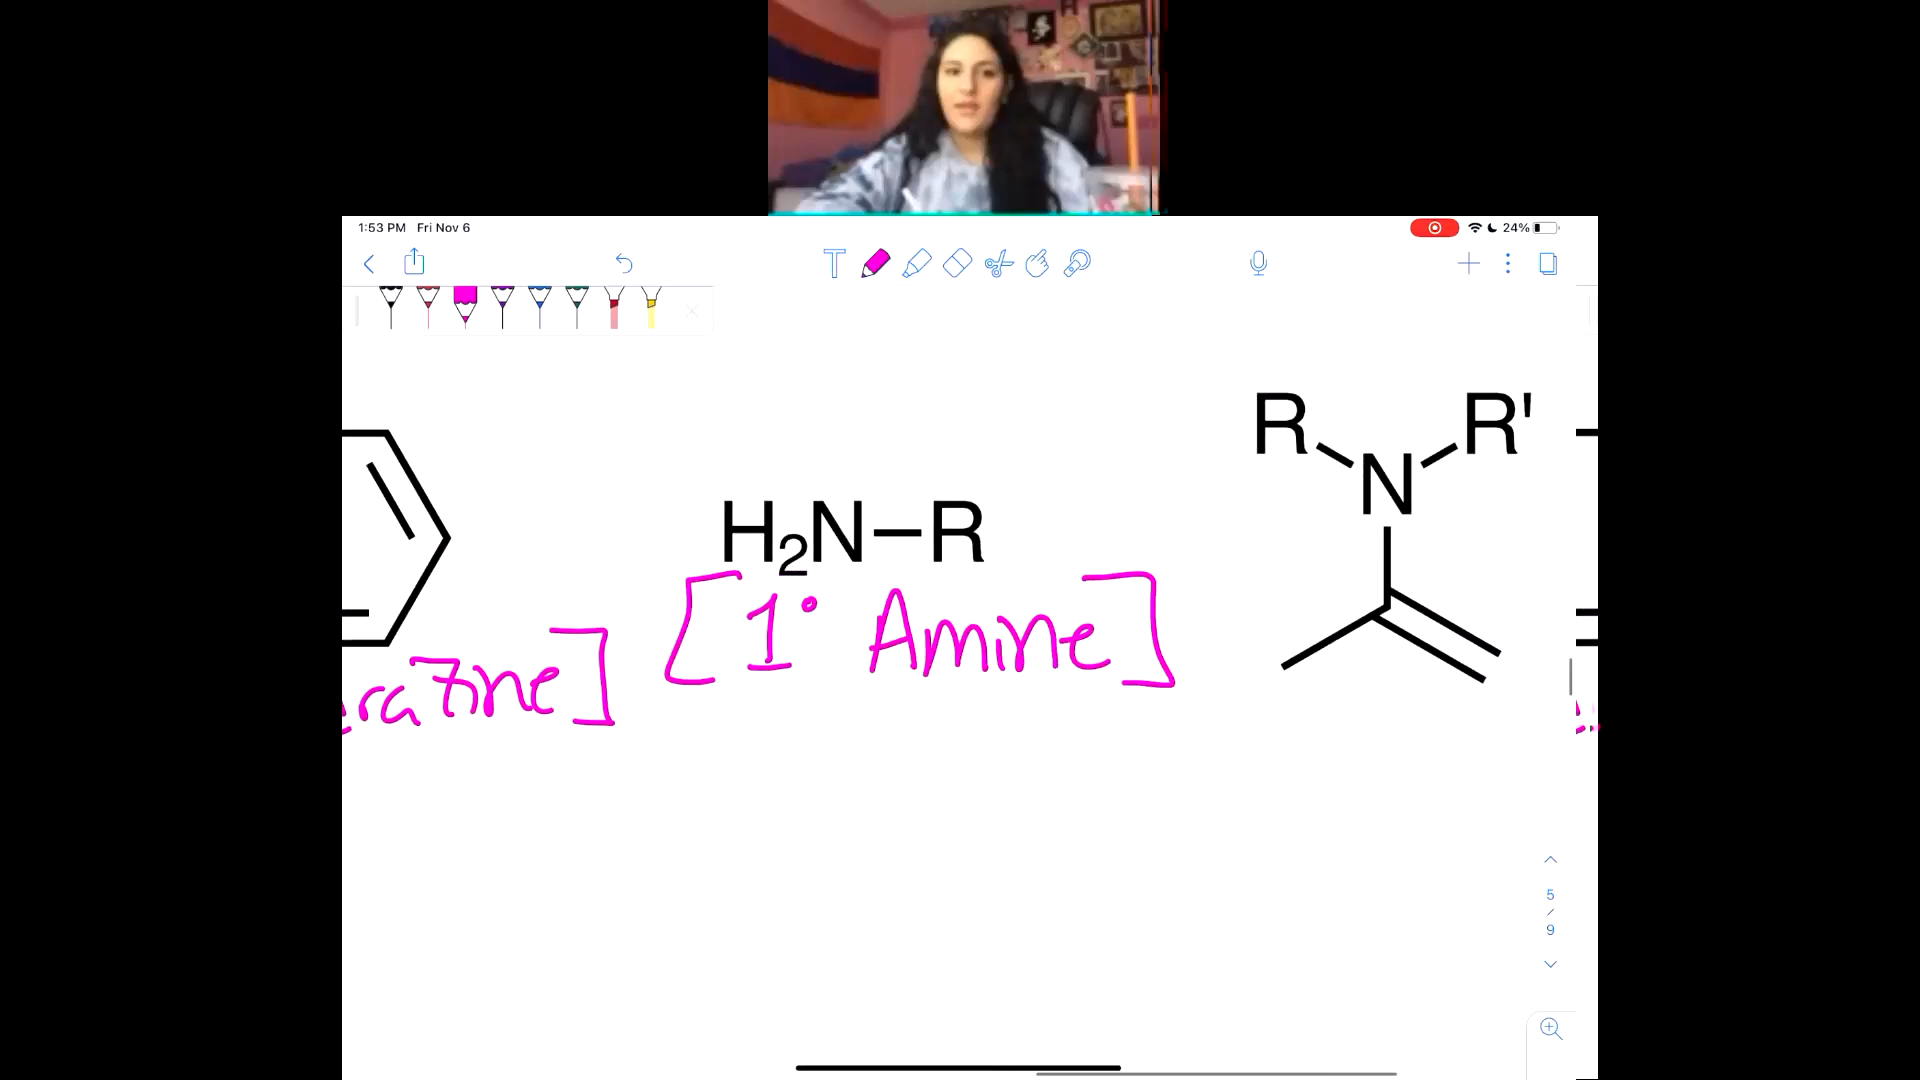 1:53 PM Fri Nov 6
24%
T
R R'
N
H₂N–R
[1° Amine]
razine]
5
/
9